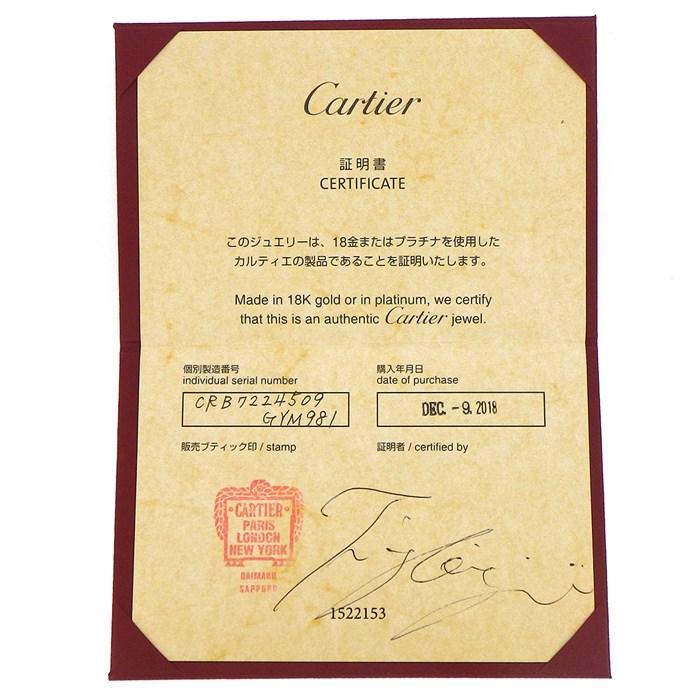 Cartier
証明書
CERTIFICATE
このジュエリーは、18金またはプラチナを使用した
カルティエの製品であることを証明いたします。
Made in 18K gold or in platinum, we certify
that this is an authentic Cartier jewel.
個別製造番号
individual serial number
CRB7224509
GYM981
購入年月日
date of purchase
DEC. -9. 2018
販売ブティック印 / stamp
証明者 / certified by
CARTIER
PARIS
LONDON
NEW YORK
DAIMARU
SAPPORO
1522153